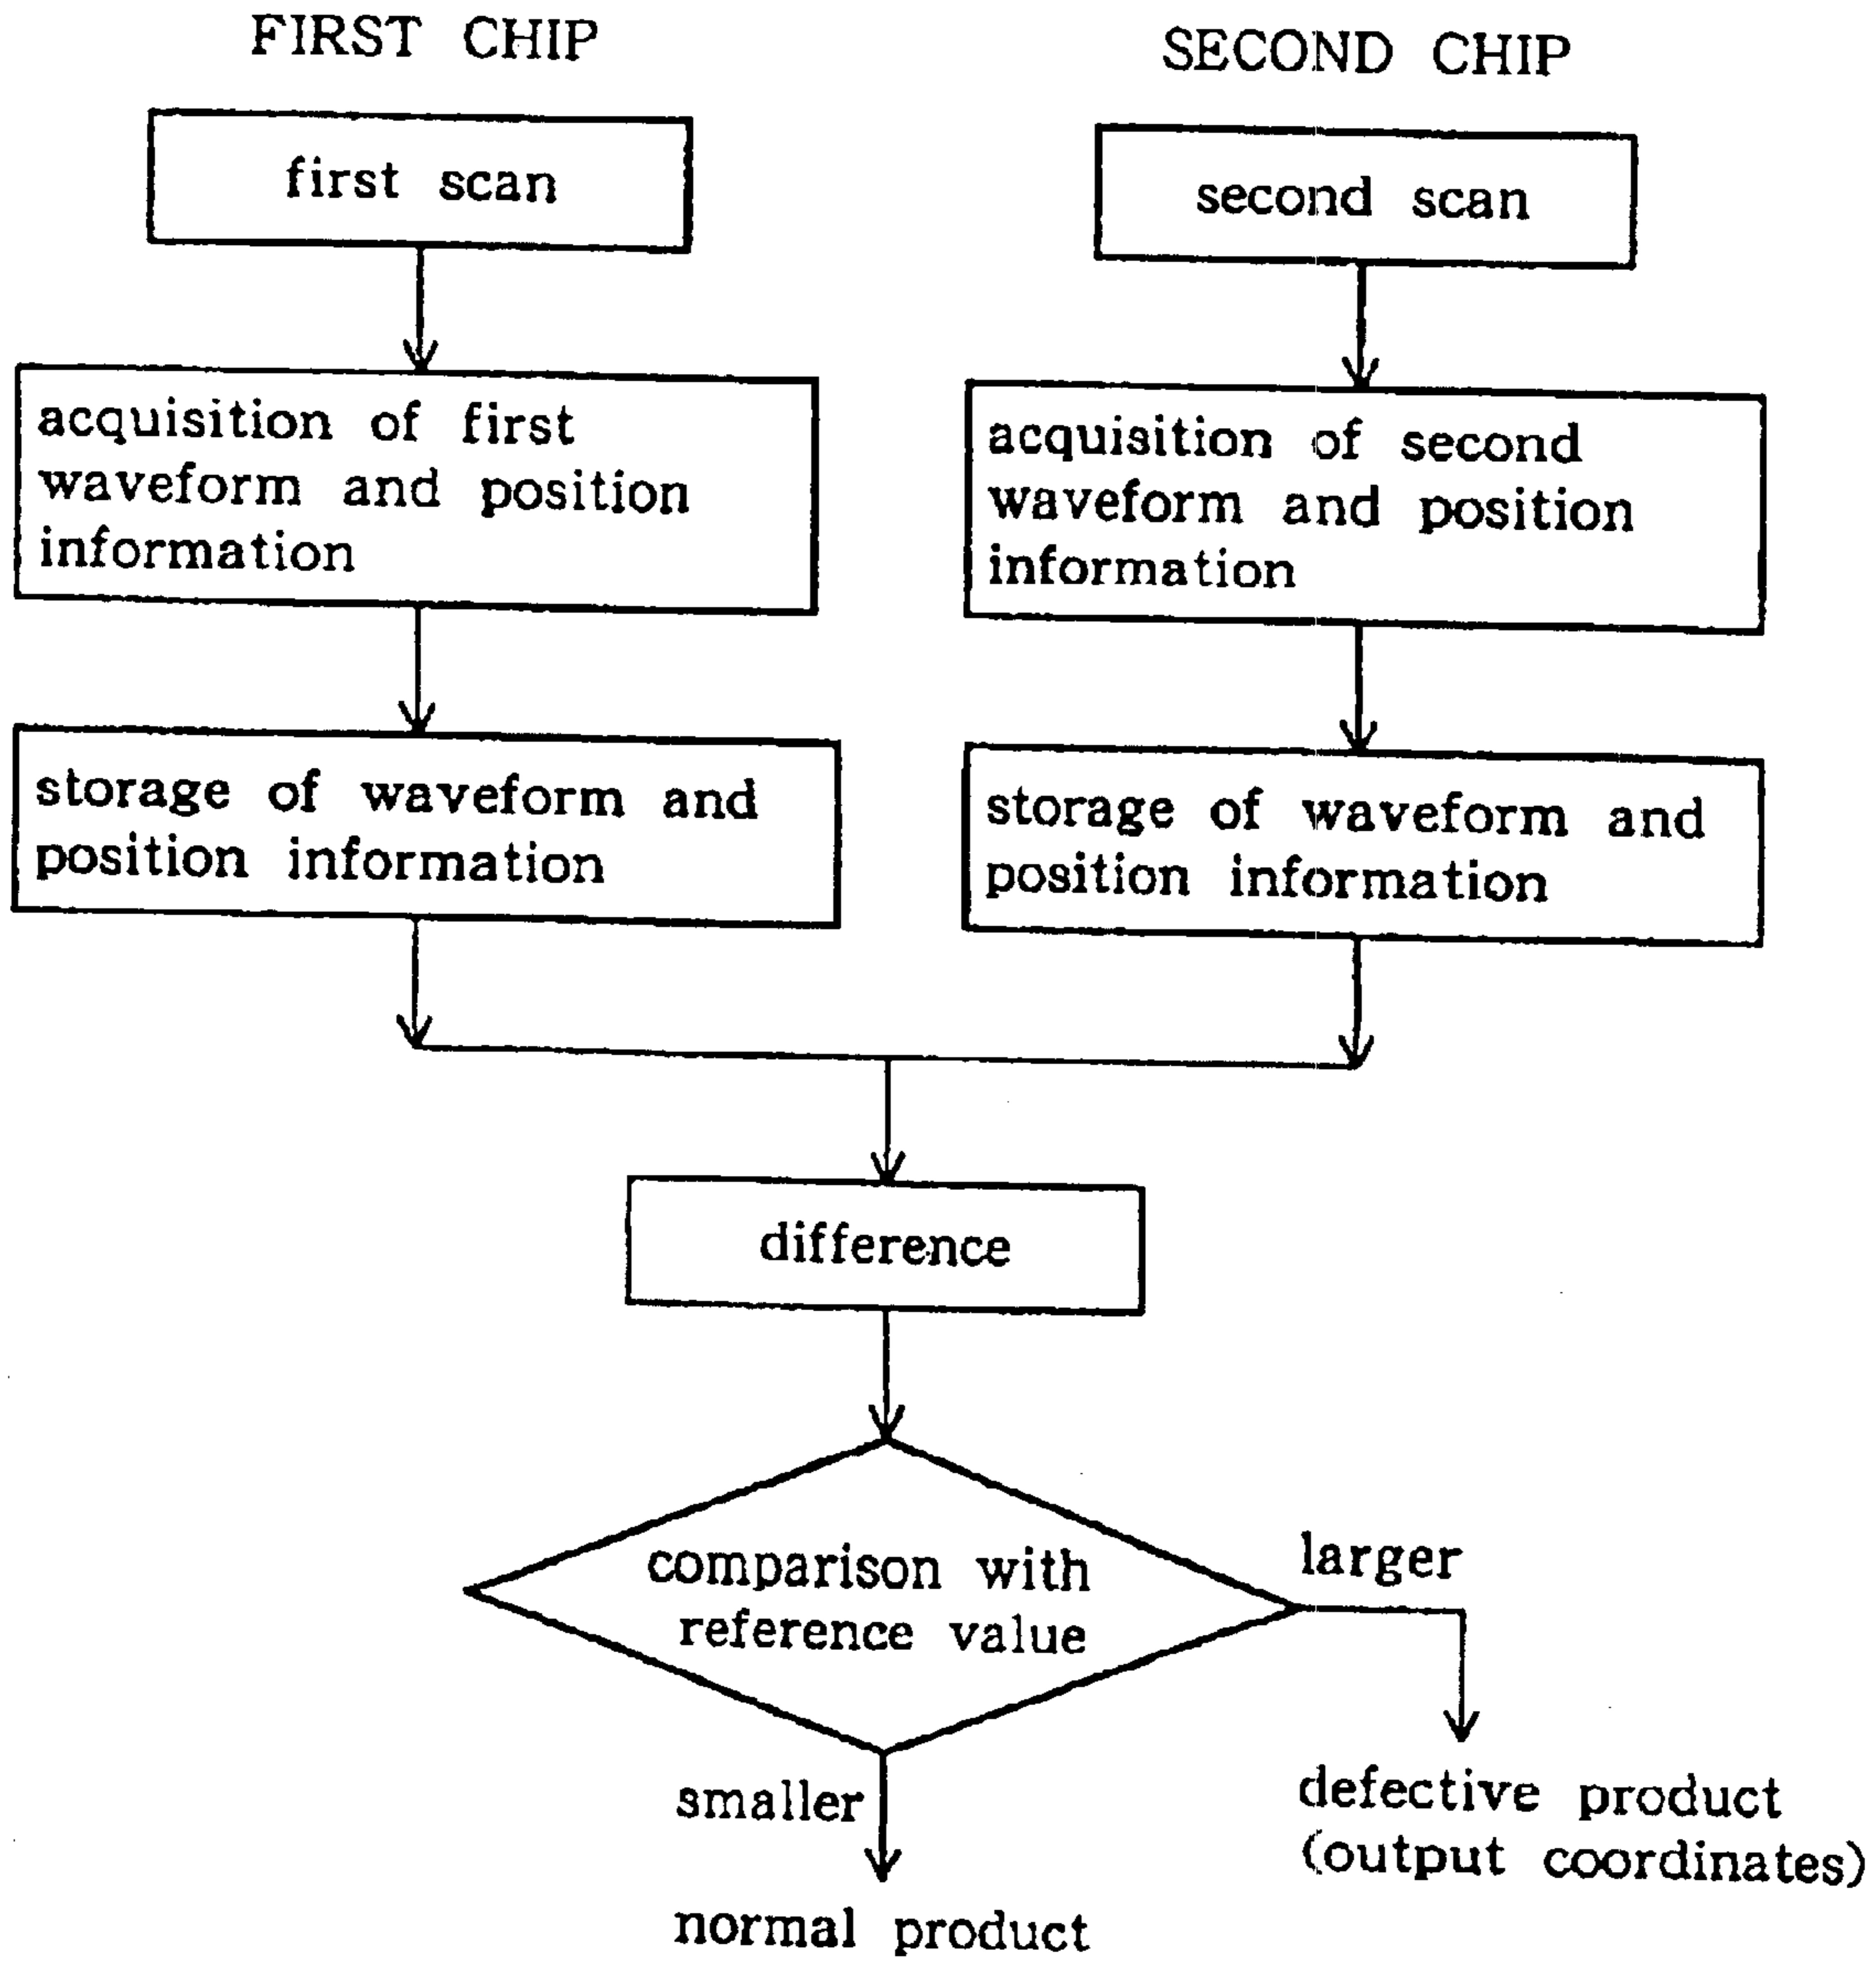 FIRST CHIP
first scan
acquisition of first
waveform and position
information
storage of waveform and
position information
SECOND CHIP
second scan
acquisition of second
waveform and position
information
storage of waveform and
position information
difference
comparison with
reference value
larger
defective product
(output coordinates)
smaller
normal product